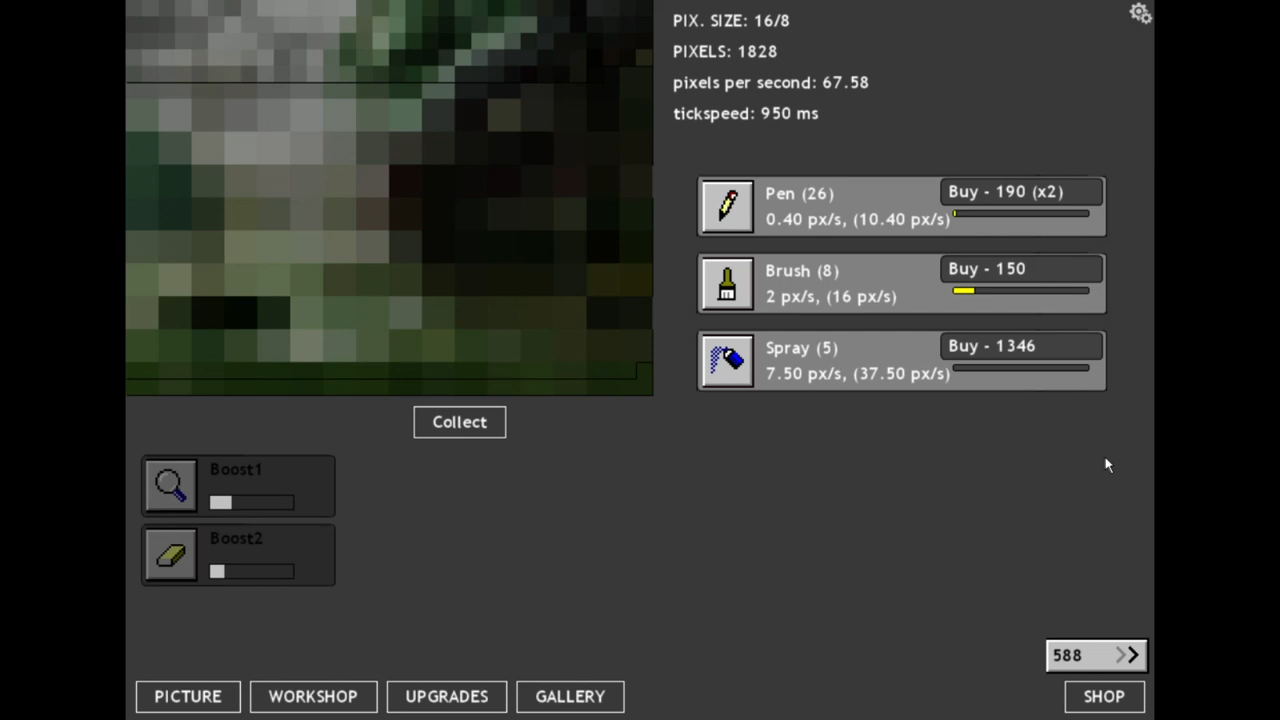 PIX. SIZE: 16/8
PIXELS: 1828
pixels per second: 67.58
tickspeed: 950 ms
Pen (26)
Buy - 190 (x2)
0.40 px/s, (10.40 px/s)
Brush (8)
Buy - 150
2 px/s, (16 px/s)
Spray (5)
Buy - 1346
7.50 px/s, (37.50 px/s)
Collect
Boost1
Boost2
588
PICTURE
WORKSHOP
UPGRADES
GALLERY
SHOP